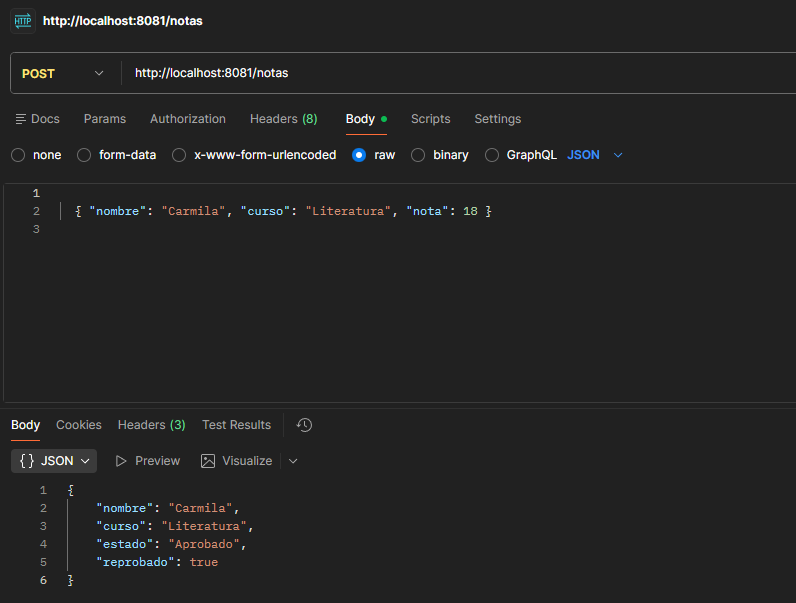 HTTP http://localhost:8081/notas
POST http://localhost:8081/notas
Docs Params Authorization Headers (8) Body Scripts Settings
none form-data x-www-form-urlencoded raw binary GraphQL JSON
1
2 { "nombre": "Carmila", "curso": "Literatura", "nota": 18 }
3
Body Cookies Headers (3) Test Results
{} JSON Preview Visualize
1 {
2 "nombre": "Carmila",
3 "curso": "Literatura",
4 "estado": "Aprobado",
5 "reprobado": true
6 }